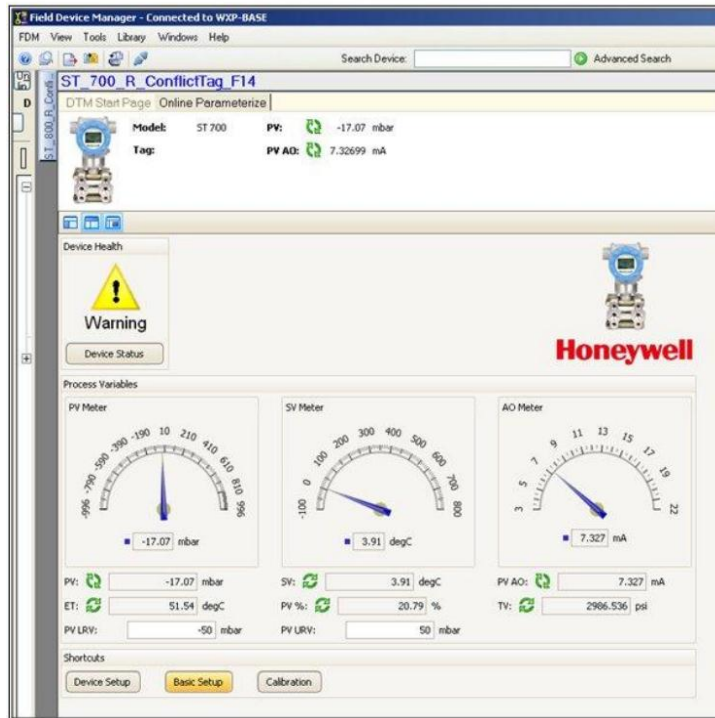 Field Device Manager - Connected to WXP-BASE
FDM View Tools Library Windows Help
Search Device: Advanced Search
ST_700_R_ConflictTag_F14
DTM Start Page Online Parameterize
ST_800_R_Confli...
D
Model: ST 700 PV: -17.07 mbar
Tag: PV AO: 7.32699 mA
Device Health
Warning
Device Status
Honeywell
Process Variables
PV Meter SV Meter AO Meter
-996 -790 -590 -390 -190 10 210 410 610 830 996
-100 0 100 200 300 400 500 600 700 800
3 5 7 9 11 13 15 17 19 22
-17.07 mbar 3.91 degC 7.327 mA
PV: -17.07 mbar SV: 3.91 degC PV AO: 7.327 mA
ET: 51.54 degC PV %: 20.79 % TV: 2986.536 psi
PV LRV: -50 mbar PV URV: 50 mbar
Shortcuts
Device Setup Basic Setup Calibration